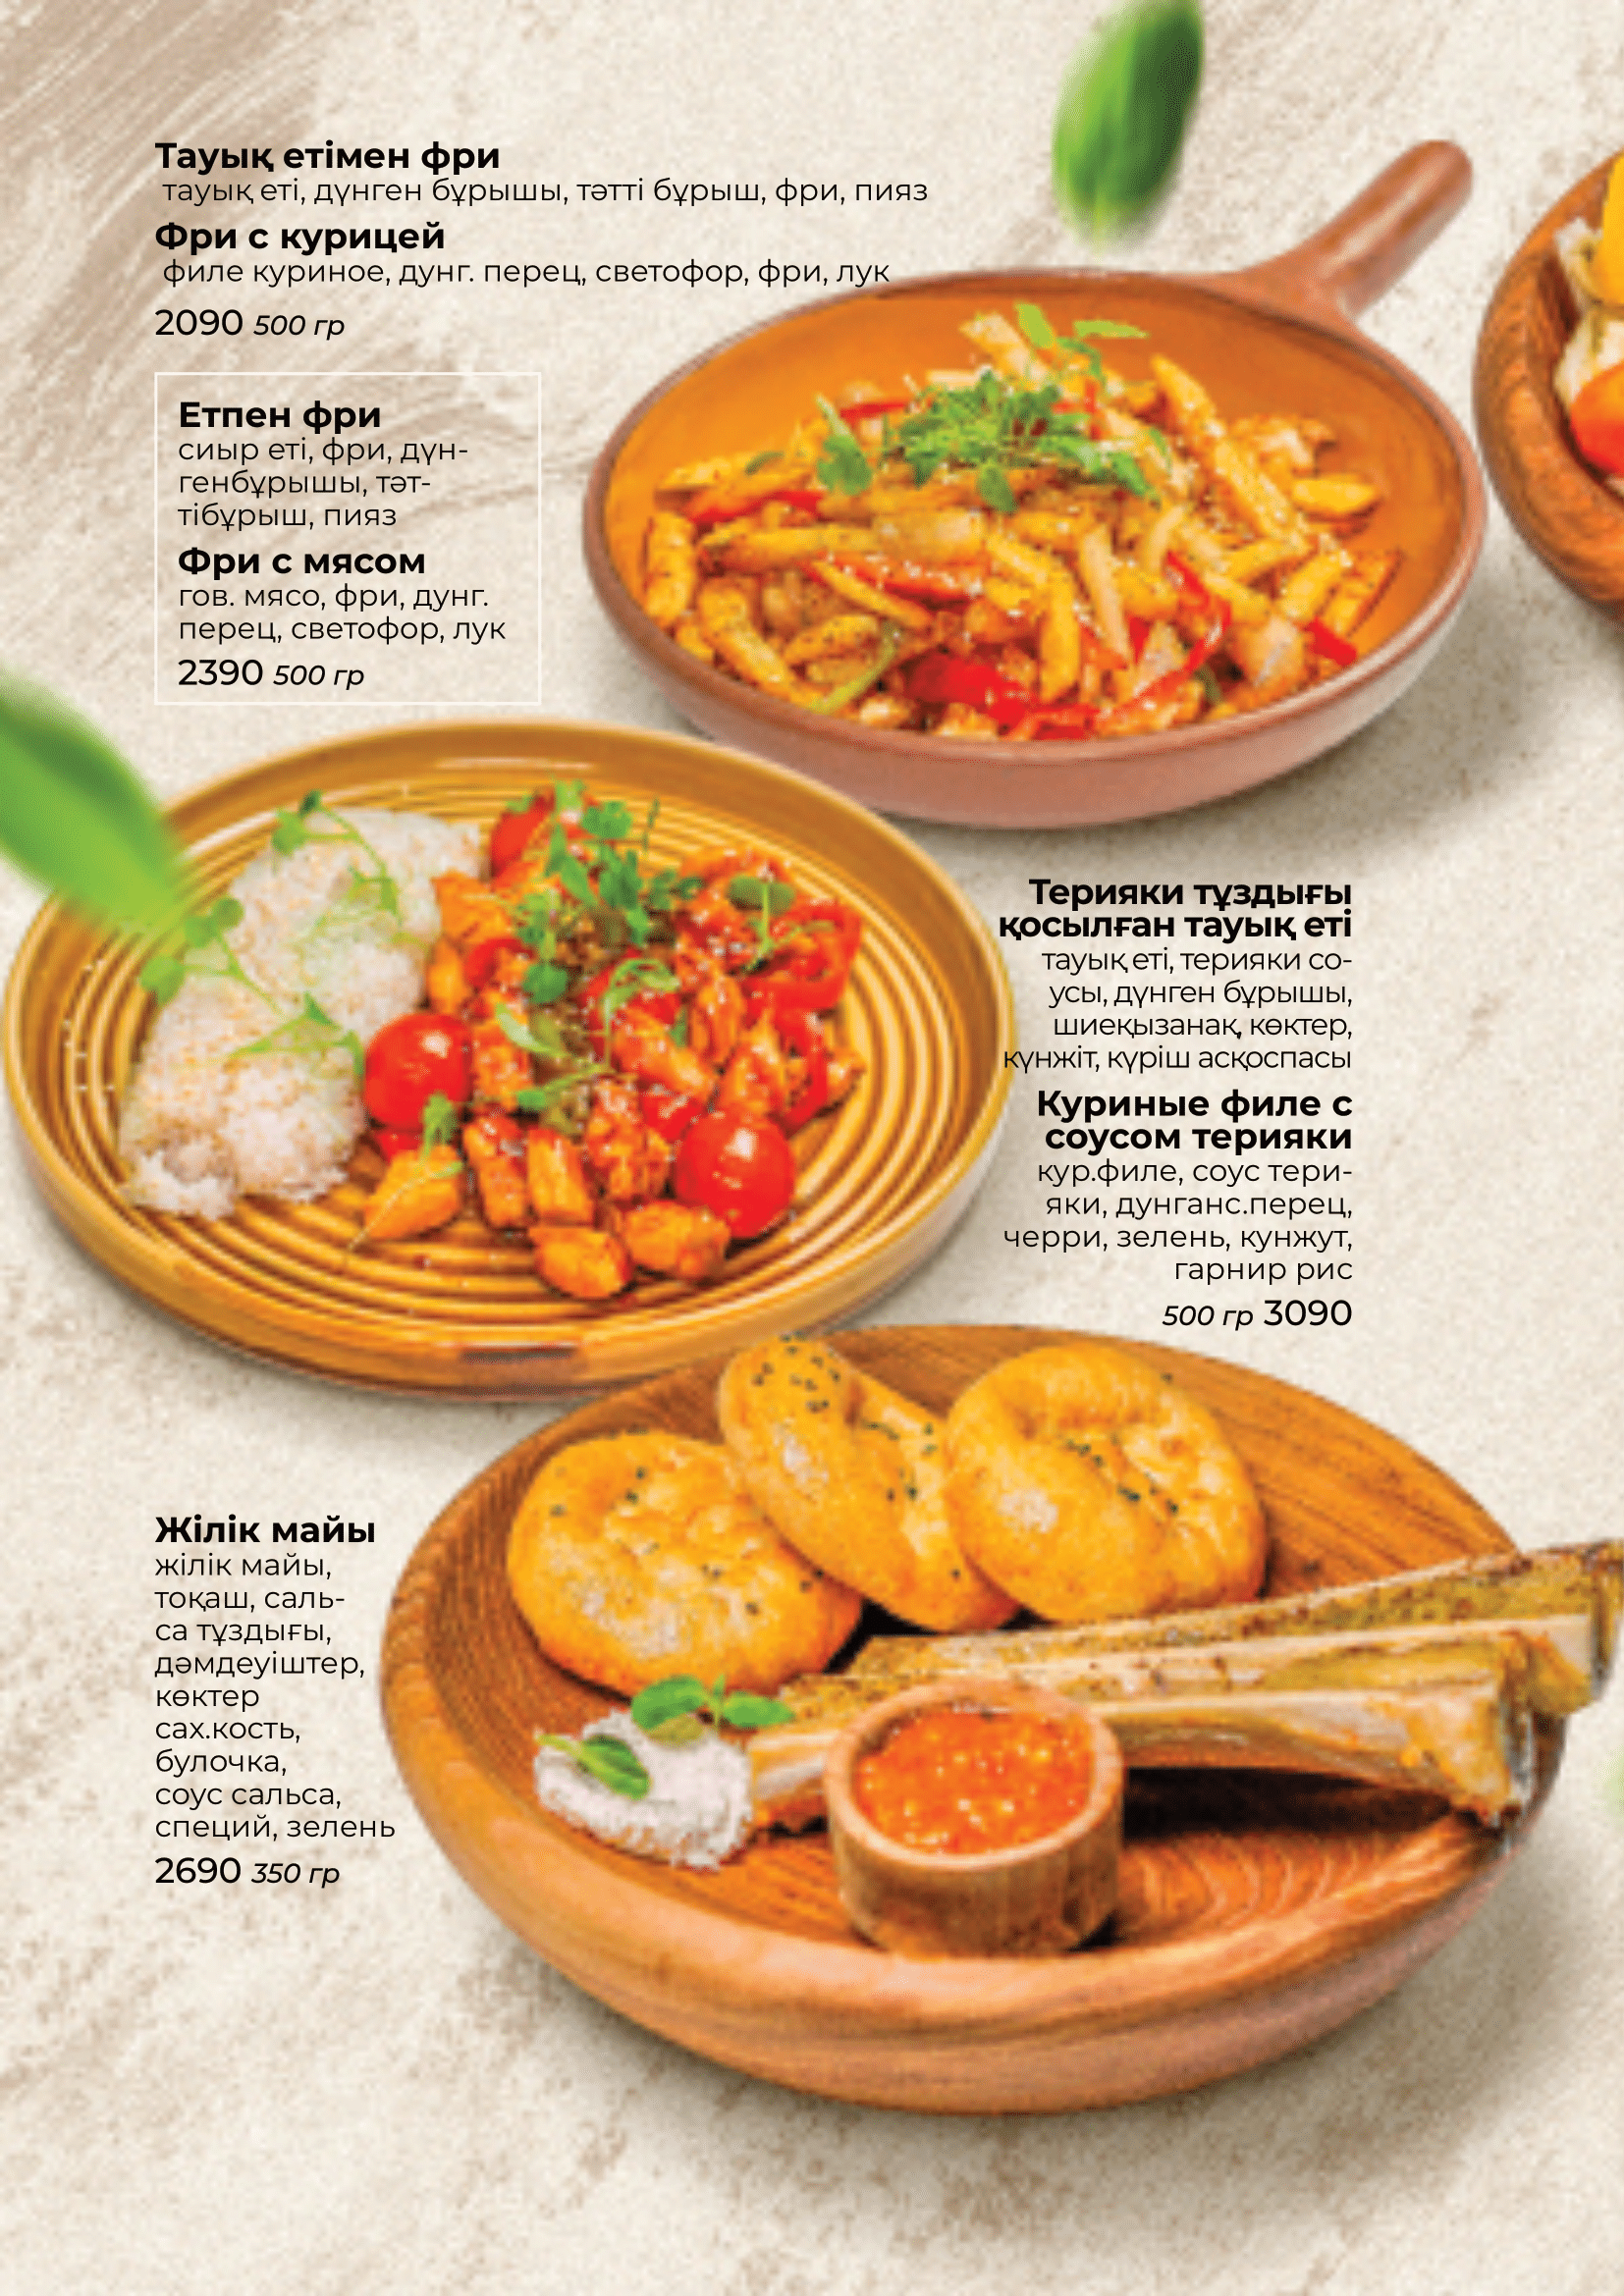 Тауық етімен фри
тауық еті, дүнген бұрышы, тәтті бұрыш, фри, пияз
Фри с курицей
филе куриное, дунг. перец, светофор, фри, лук
2090 500 гр
Етпен фри
сиыр еті, фри, дүн-
генбұрышы, тәт-
тібұрыш, пияз
Фри с мясом
гов. мясо, фри, дунг.
перец, светофор, лук
2390 500 гр
Терияки тұздығы
қосылған тауық еті
тауық еті, терияки со-
усы, дүнген бұрышы,
шиеқызанақ, көктер,
күнжіт, күріш асқоспасы
Куриные филе с
соусом терияки
кур.филе, соус тери-
яки, дунганс.перец,
черри, зелень, кунжут,
гарнир рис
500 гр 3090
Жілік майы
жілік майы,
тоқаш, саль-
са тұздығы,
дәмдеуіштер,
көктер
сах.кость,
булочка,
соус сальса,
специй, зелень
2690 350 гр